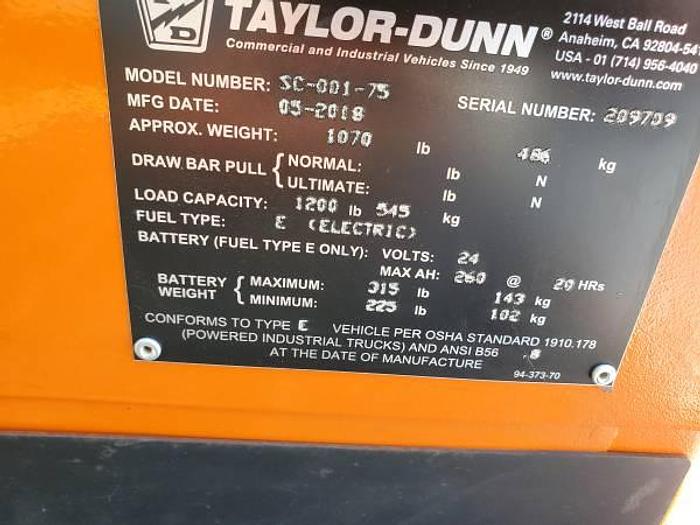 TAYLOR-DUNN®
Commercial and Industrial Vehicles Since 1949
2114 West Ball Road
Anaheim, CA 92804-541
USA - 01 (714) 956-4040
www.taylor-dunn.com
MODEL NUMBER: SC-001-75
SERIAL NUMBER: 209709
MFG DATE: 05-2018
APPROX. WEIGHT: 1070 lb 486 kg
DRAW BAR PULL { NORMAL: lb N
ULTIMATE: lb N
LOAD CAPACITY: 1200 lb 545 kg
FUEL TYPE: E (ELECTRIC)
BATTERY (FUEL TYPE E ONLY): VOLTS: 24
MAX AH: 260 @ 20 HRs
BATTERY WEIGHT { MAXIMUM: 315 lb 143 kg
MINIMUM: 225 lb 102 kg
CONFORMS TO TYPE E VEHICLE PER OSHA STANDARD 1910.178
(POWERED INDUSTRIAL TRUCKS) AND ANSI B56 .8
AT THE DATE OF MANUFACTURE
94-373-70